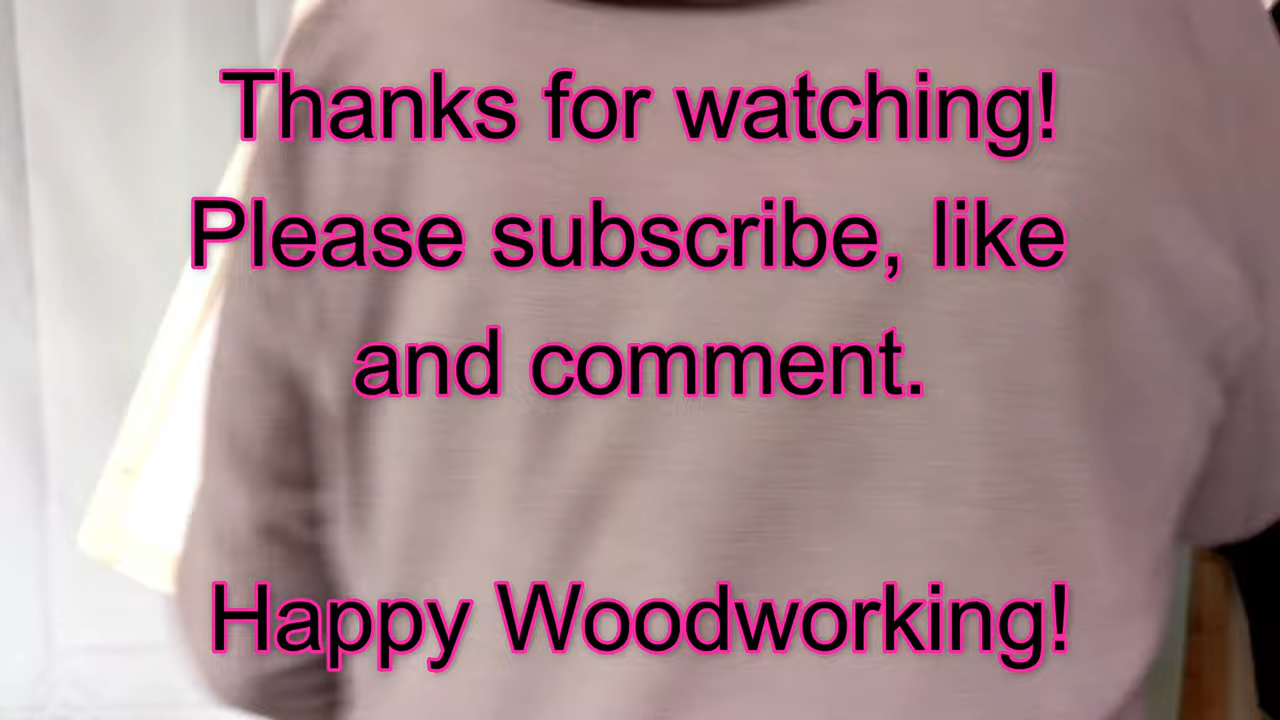 Thanks for watching!
Please subscribe, like
and comment.
Happy Woodworking!